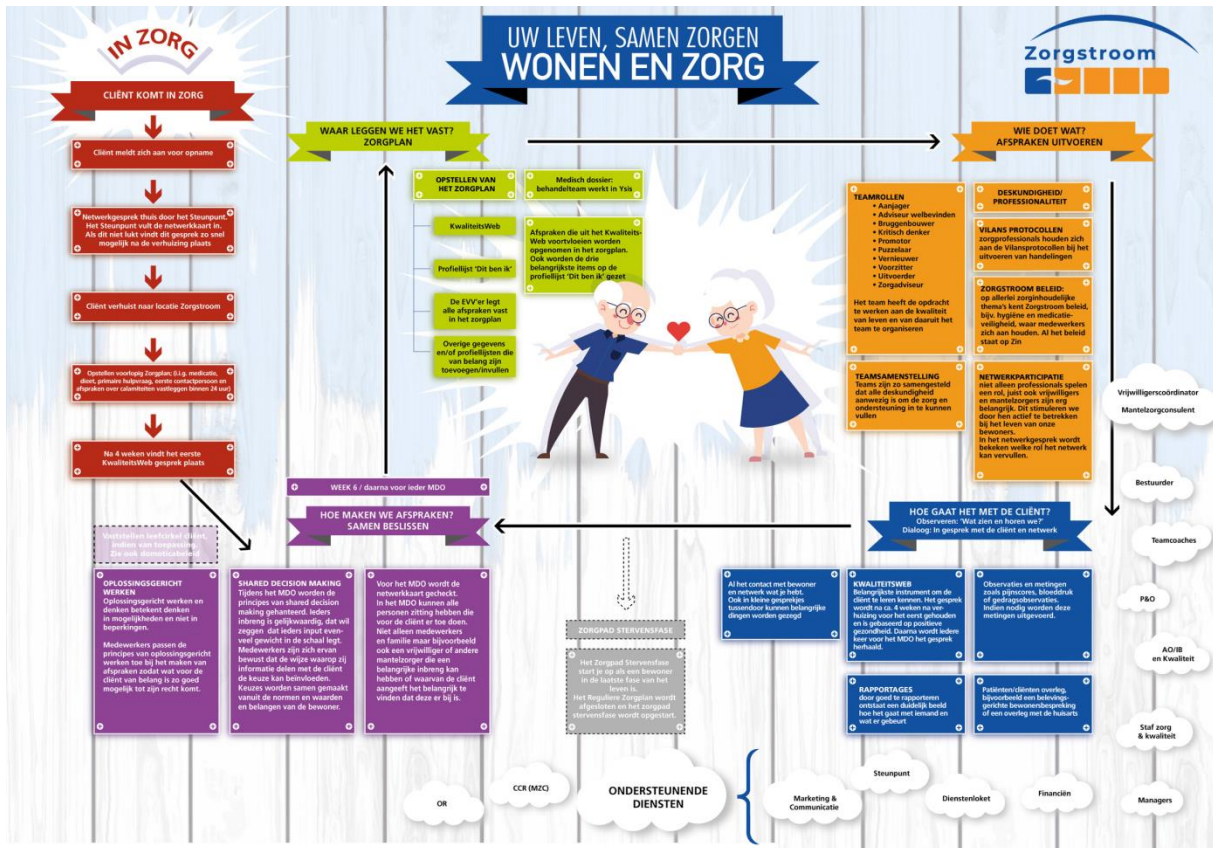 IN ZORG
CLIËNT KOMT IN ZORG
Cliënt meldt zich aan voor opname
Netwerkgesprek thuis door het Steunpunt.
Het Steunpunt vult de netwerkkaart in.
Als dit niet lukt vindt dit gesprek zo snel
mogelijk na de verhuizing plaats
Cliënt verhuist naar locatie Zorgstroom
Opstellen voorlopig Zorgplan; (i.i.g. medicatie,
dieet, primaire hulpvraag, eerste contactpersoon en
afspraken over calamiteiten vastleggen binnen 24 uur)
Na 4 weken vindt het eerste
KwaliteitsWeb gesprek plaats
UW LEVEN, SAMEN ZORGEN
WONEN EN ZORG
Zorgstroom
WAAR LEGGEN WE HET VAST?
ZORGPLAN
OPSTELLEN VAN
HET ZORGPLAN
KwaliteitsWeb
Profiellijst 'Dit ben ik'
De EVV'er legt
alle afspraken vast
in het zorgplan
Overige gegevens
en/of profiellijsten die
van belang zijn
toevoegen/invullen
Medisch dossier:
behandelteam werkt in Ysis
Afspraken die uit het Kwaliteits-
Web voortvloeien worden
opgenomen in het zorgplan.
Ook worden de drie
belangrijkste items op de
profiellijst 'Dit ben ik' gezet
WIE DOET WAT?
AFSPRAKEN UITVOEREN
TEAMROLLEN
• Aanjager
• Adviseur welbevinden
• Bruggenbouwer
• Kritisch denker
• Promotor
• Puzzelaar
• Vernieuwer
• Voorzitter
• Uitvoerder
• Zorgadviseur
Het team heeft de opdracht
te werken aan de kwaliteit
van leven en van daaruit het
team te organiseren
TEAMSAMENSTELLING
Teams zijn zo samengesteld
dat alle deskundigheid
aanwezig is om de zorg en
ondersteuning in te kunnen
vullen
DESKUNDIGHEID/
PROFESSIONALITEIT
VILANS PROTOCOLLEN
zorgprofessionals houden zich
aan de Vilansprotocollen bij het
uitvoeren van handelingen
ZORGSTROOM BELEID:
op allerlei zorginhoudelijke
thema's kent Zorgstroom beleid,
bijv. hygiëne en medicatie-
veiligheid, waar medewerkers
zich aan houden. Al het beleid
staat op Zin
NETWERKPARTICIPATIE
niet alleen professionals spelen
een rol, juist ook vrijwilligers
en mantelzorgers zijn erg
belangrijk. Dit stimuleren we
door hen actief te betrekken
bij het leven van onze
bewoners.
In het netwerkgesprek wordt
bekeken welke rol het netwerk
kan vervullen.
WEEK 6 / daarna voor ieder MDO
HOE MAKEN WE AFSPRAKEN?
SAMEN BESLISSEN
Vaststellen leefcirkel cliënt,
indien van toepassing.
Zie ook domoticabeleid
OPLOSSINGSGERICHT
WERKEN
Oplossingsgericht werken en
denken betekent denken
in mogelijkheden en niet in
beperkingen.
Medewerkers passen de
principes van oplossingsgericht
werken toe bij het maken van
afspraken zodat wat voor de
cliënt van belang is zo goed
mogelijk tot zijn recht komt.
SHARED DECISION MAKING
Tijdens het MDO worden de
principes van shared decision
making gehanteerd. Ieders
inbreng is gelijkwaardig, dat wil
zeggen dat ieders input even-
veel gewicht in de schaal legt.
Medewerkers zijn zich ervan
bewust dat de wijze waarop zij
informatie delen met de cliënt
de keuze kan beïnvloeden.
Keuzes worden samen gemaakt
vanuit de normen en waarden
en belangen van de bewoner.
Voor het MDO wordt de
netwerkkaart gecheckt.
In het MDO kunnen alle
personen zitting hebben die
voor de cliënt er toe doen.
Niet alleen medewerkers
en familie maar bijvoorbeeld
ook een vrijwilliger of andere
mantelzorger die een
belangrijke inbreng kan
hebben of waarvan de cliënt
aangeeft het belangrijk te
vinden dat deze er bij is.
ZORGPAD STERVENSFASE
Het Zorgpad Stervensfase
start je op als een bewoner
in de laatste fase van het
leven is.
Het Reguliere Zorgplan wordt
afgesloten en het zorgpad
stervensfase wordt opgestart.
HOE GAAT HET MET DE CLIËNT?
Observeren: 'Wat zien en horen we?'
Dialoog: In gesprek met de cliënt en netwerk
Al het contact met bewoner
en netwerk wat je hebt.
Ook in kleine gesprekjes
tussendoor kunnen belangrijke
dingen worden gezegd
KWALITEITSWEB
Belangrijkste instrument om de
cliënt te leren kennen. Het gesprek
wordt na ca. 4 weken na ver-
huizing voor het eerst gehouden
en is gebaseerd op positieve
gezondheid. Daarna wordt iedere
keer voor het MDO het gesprek
herhaald.
Observaties en metingen
zoals pijnscores, bloeddruk
of gedragsobservaties.
Indien nodig worden deze
metingen uitgevoerd.
RAPPORTAGES
door goed te rapporteren
ontstaat een duidelijk beeld
hoe het gaat met iemand en
wat er gebeurt
Patiënten/cliënten overleg,
bijvoorbeeld een belevings-
gerichte bewonersbespreking
of een overleg met de huisarts
Vrijwilligerscoördinator
Mantelzorgconsulent
Bestuurder
Teamcoaches
P&O
AO/IB
en Kwaliteit
Staf zorg
& kwaliteit
Managers
Financiën
Dienstenloket
Steunpunt
Marketing &
Communicatie
ONDERSTEUNENDE
DIENSTEN
CCR (MZC)
OR